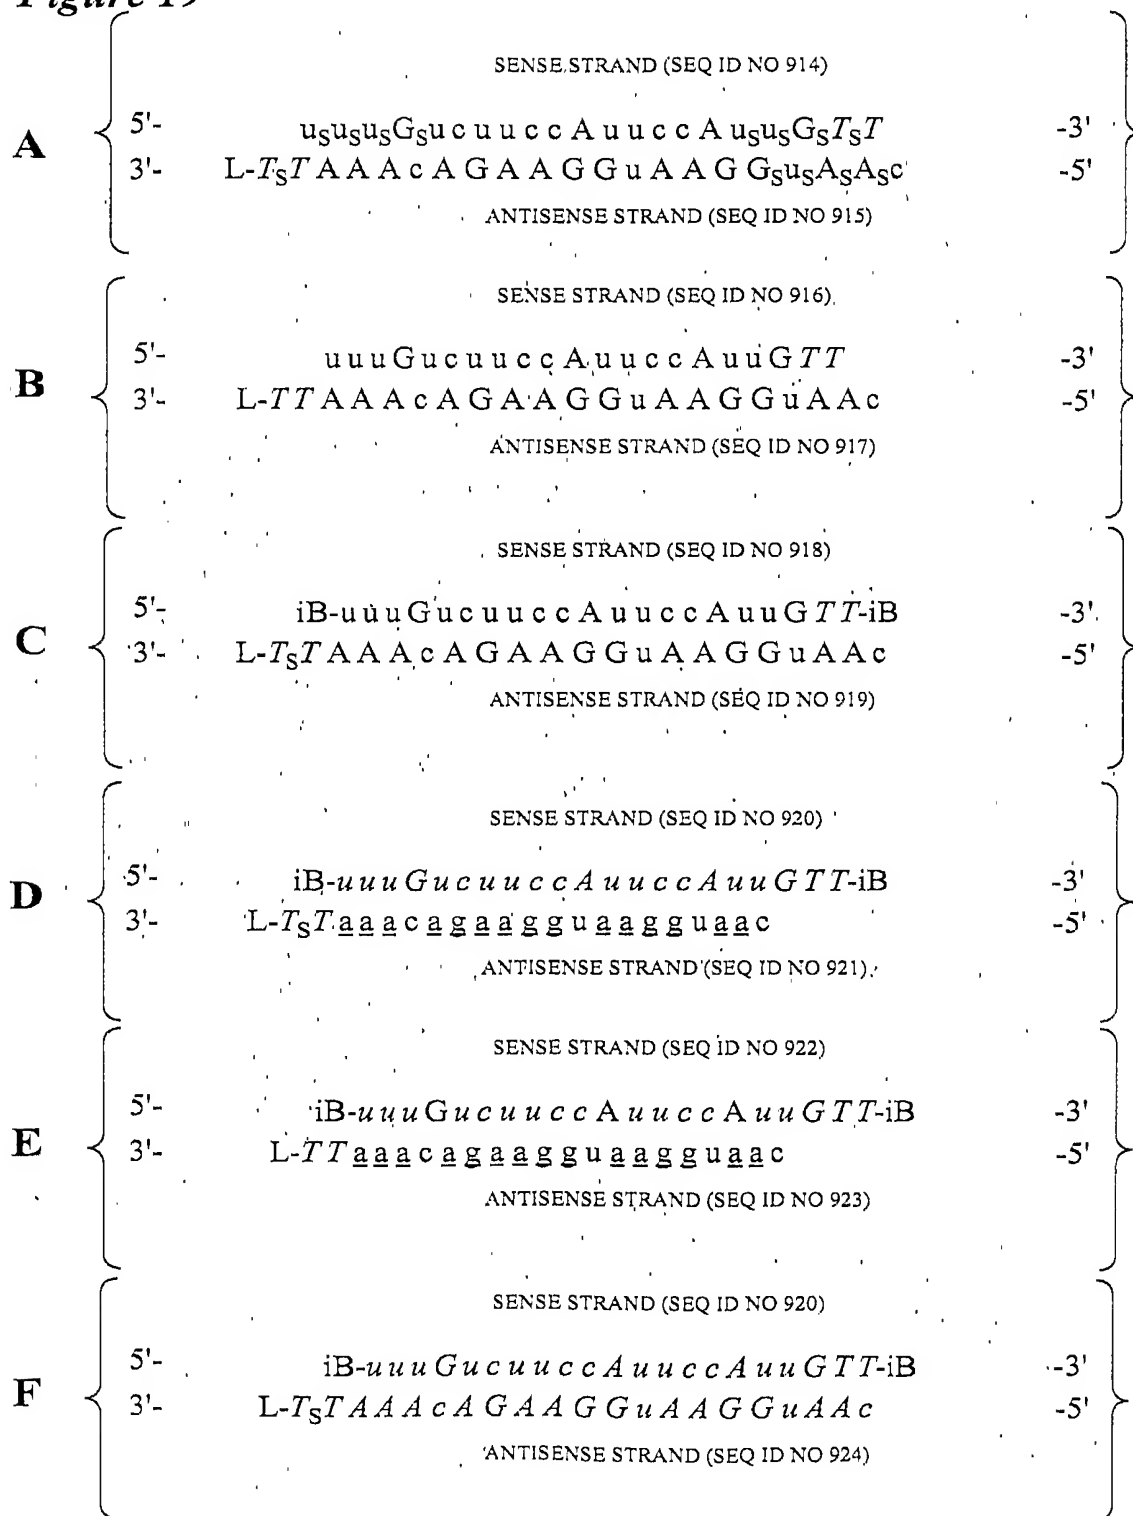 Figure 19
SENSE STRAND (SEQ ID NO 914)
A
5'- usususGsucuuccAuuccAususGsTsT -3'
3'- L-TsTAAAcAGAAGGuAAGGGsusAsAsc -5'
ANTISENSE STRAND (SEQ ID NO 915)
SENSE STRAND (SEQ ID NO 916)
B
5'- uuuGucuuccAuuccAuuGTT -3'
3'- L-TTAAAcAGAAGGuAAGGuAAc -5'
ANTISENSE STRAND (SEQ ID NO 917)
SENSE STRAND (SEQ ID NO 918)
C
5'- iB-uuuGucuuccAuuccAuuGTT-iB -3'
3'- L-TsTAAAcAGAAGGuAAGGuAAc -5'
ANTISENSE STRAND (SEQ ID NO 919)
SENSE STRAND (SEQ ID NO 920)
D
5'- iB-uuuGucuuccAuuccAuuGTT-iB -3'
3'- L-TsTaaacagaagguaagguaac -5'
ANTISENSE STRAND (SEQ ID NO 921)
SENSE STRAND (SEQ ID NO 922)
E
5'- iB-uuuGucuuccAuuccAuuGTT-iB -3'
3'- L-TTaaacagaagguaagguaac -5'
ANTISENSE STRAND (SEQ ID NO 923)
SENSE STRAND (SEQ ID NO 920)
F
5'- iB-uuuGucuuccAuuccAuuGTT-iB -3'
3'- L-TsTAAAcAGAAGGuAAGGuAAc -5'
ANTISENSE STRAND (SEQ ID NO 924)